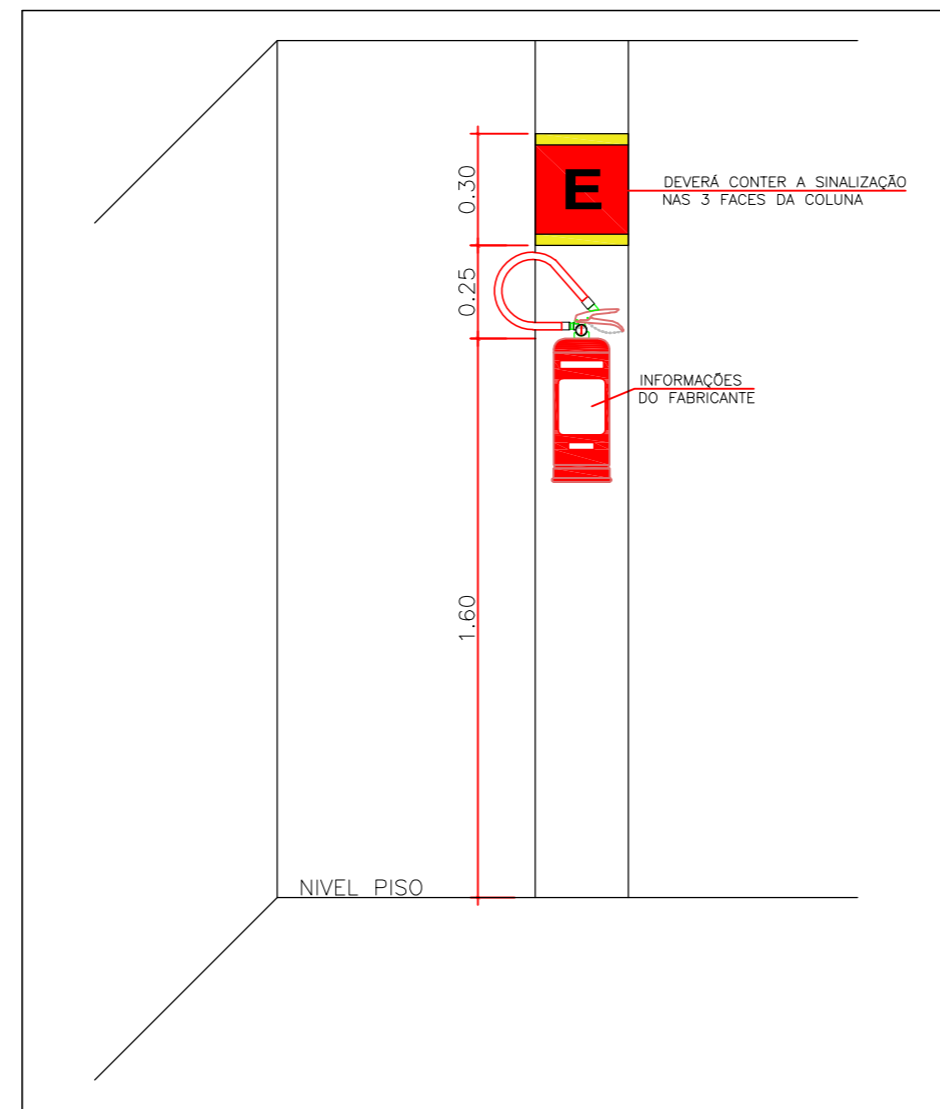 0.30
E
DEVERÁ CONTER A SINALIZAÇÃO
NAS 3 FACES DA COLUNA
0.25
INFORMAÇÕES
DO FABRICANTE
1.60
NIVEL PISO